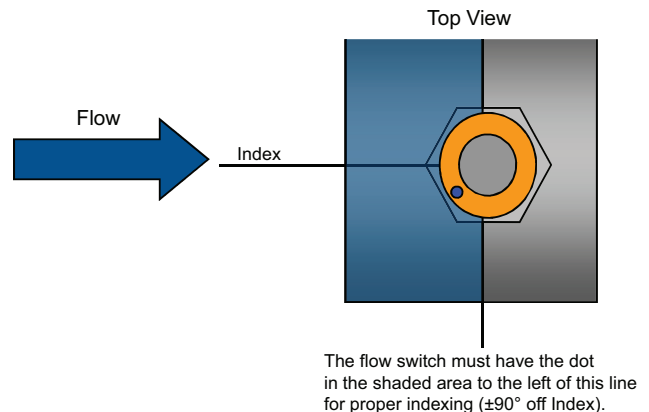 Top View
Flow
Index
The flow switch must have the dot
in the shaded area to the left of this line
for proper indexing (±90° off Index).